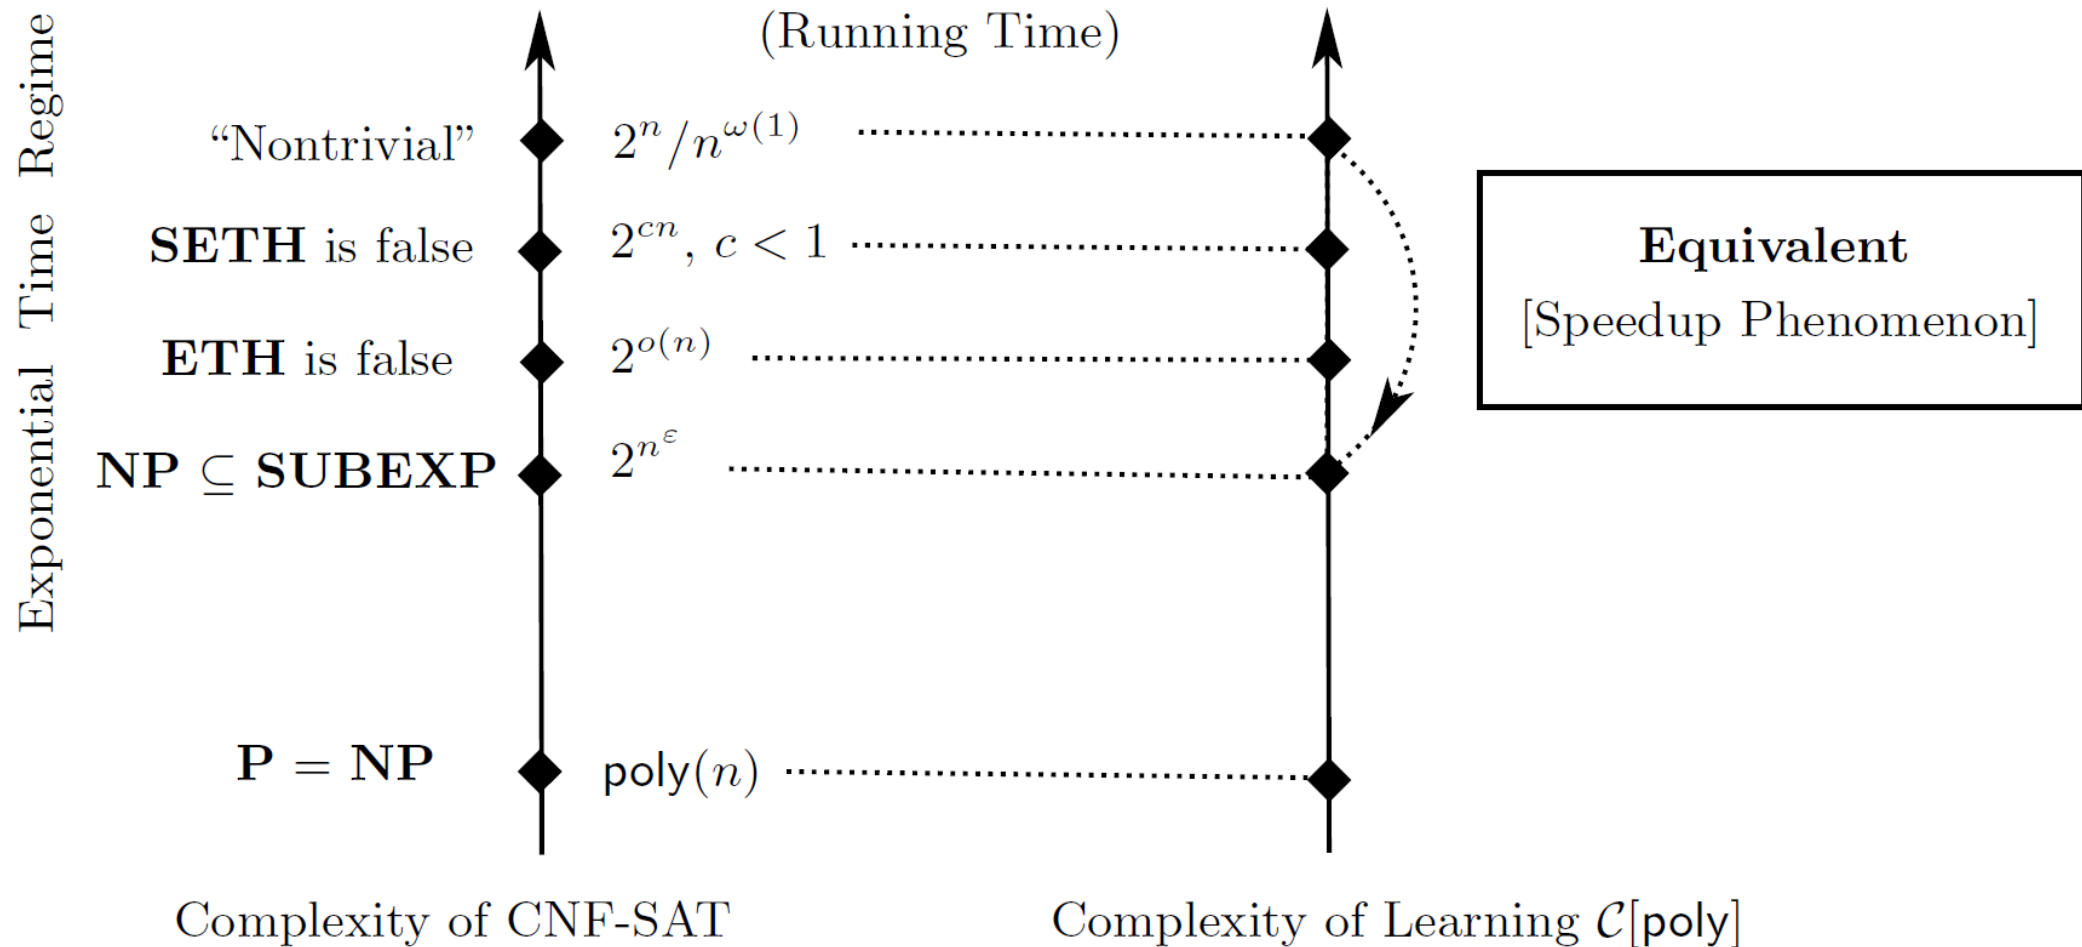 Exponential Time Regime
(Running Time)
“Nontrivial” 2^n/n^{ω(1)}
SETH is false 2^{cn}, c < 1
ETH is false 2^{o(n)}
NP ⊆ SUBEXP 2^{n^ε}
P = NP poly(n)
Equivalent
[Speedup Phenomenon]
Complexity of CNF-SAT
Complexity of Learning 𝒞[poly]